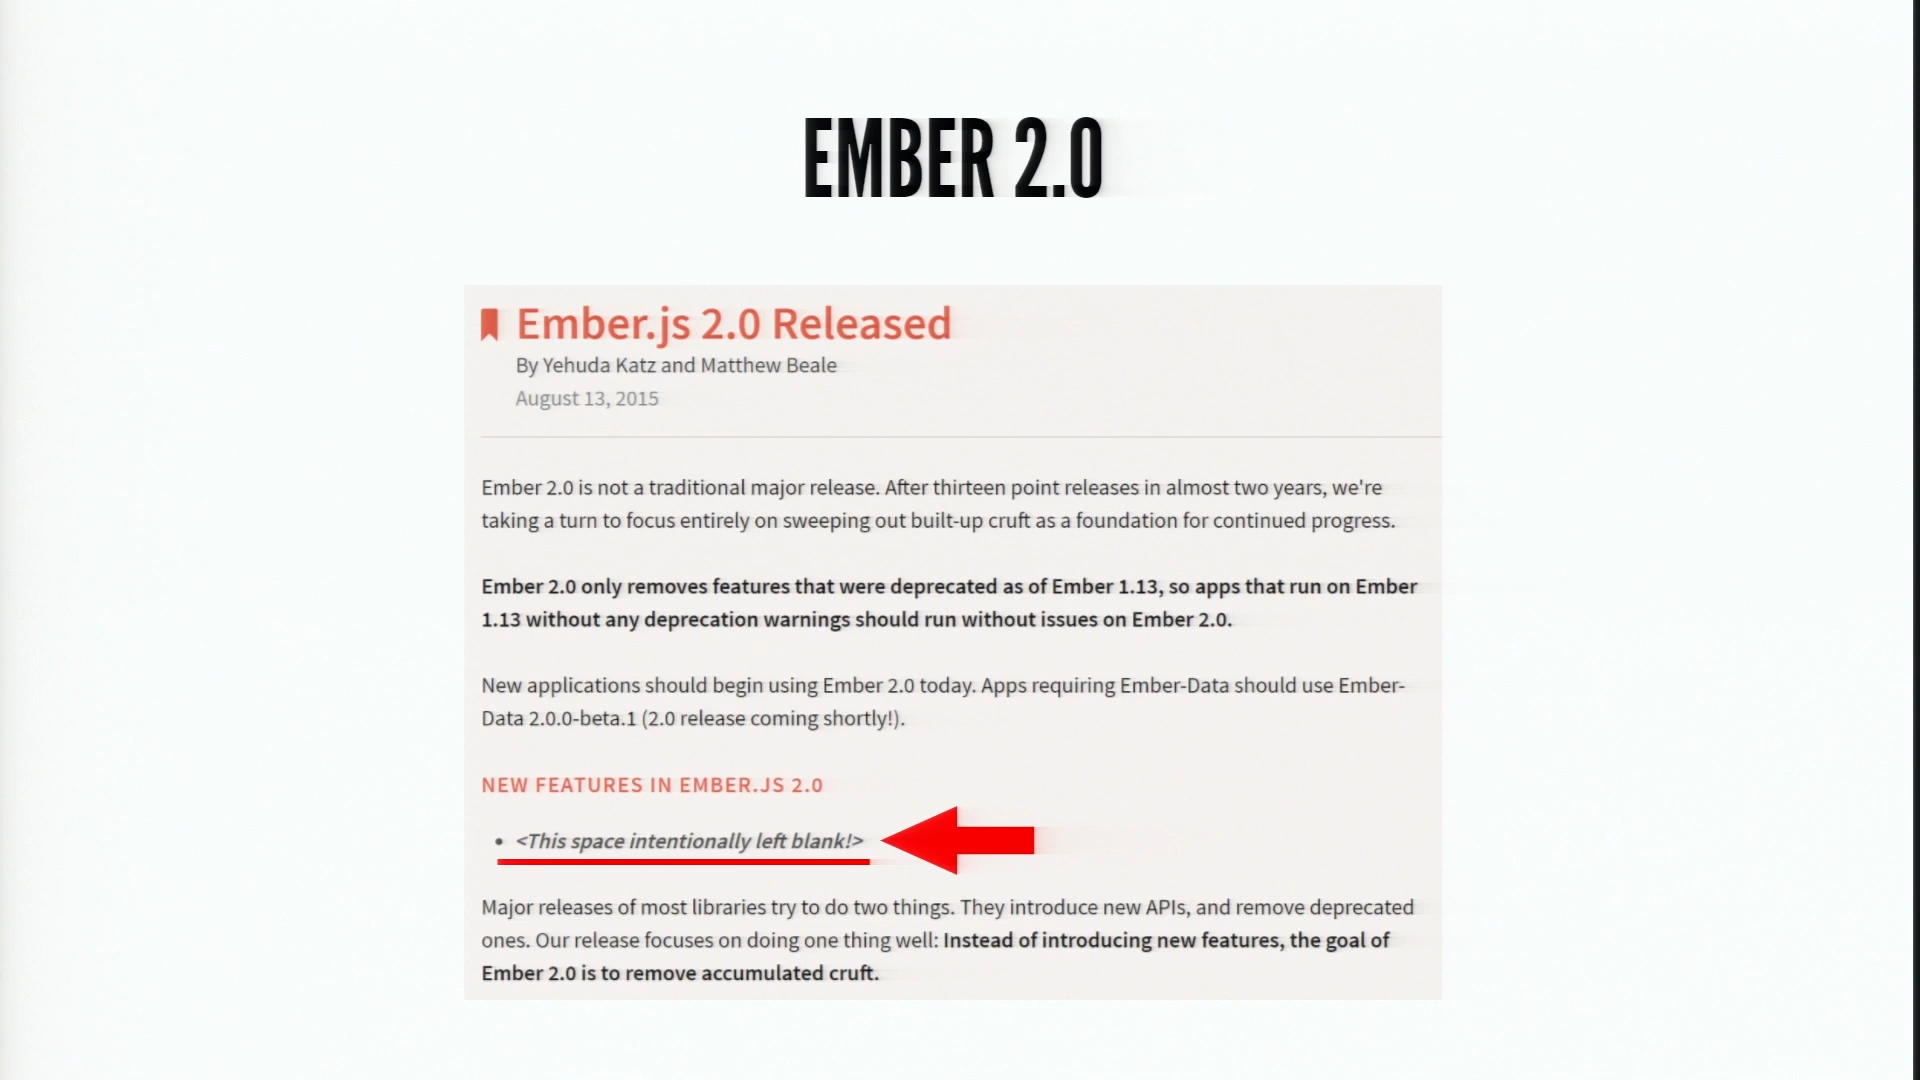 EMBER 2.0
Ember.js 2.0 Released
By Yehuda Katz and Matthew Beale
August 13, 2015
Ember 2.0 is not a traditional major release. After thirteen point releases in almost two years, we're
taking a turn to focus entirely on sweeping out built-up cruft as a foundation for continued progress.
Ember 2.0 only removes features that were deprecated as of Ember 1.13, so apps that run on Ember
1.13 without any deprecation warnings should run without issues on Ember 2.0.
New applications should begin using Ember 2.0 today. Apps requiring Ember-Data should use Ember-
Data 2.0.0-beta.1 (2.0 release coming shortly!).
NEW FEATURES IN EMBER.JS 2.0
• <This space intentionally left blank!>
Major releases of most libraries try to do two things. They introduce new APIs, and remove deprecated
ones. Our release focuses on doing one thing well: Instead of introducing new features, the goal of
Ember 2.0 is to remove accumulated cruft.